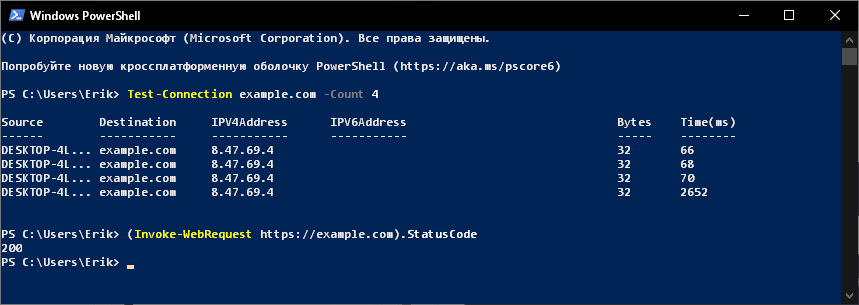 Windows PowerShell
(C) Корпорация Майкрософт (Microsoft Corporation). Все права защищены.
Попробуйте новую кроссплатформенную оболочку PowerShell (https://aka.ms/pscore6)
PS C:\Users\Erik> Test-Connection example.com -Count 4
Source Destination IPV4Address IPV6Address Bytes Time(ms)
------ ----------- ----------- ----------- ----- --------
DESKTOP-4L... example.com 8.47.69.4 32 66
DESKTOP-4L... example.com 8.47.69.4 32 68
DESKTOP-4L... example.com 8.47.69.4 32 70
DESKTOP-4L... example.com 8.47.69.4 32 2652
PS C:\Users\Erik> (Invoke-WebRequest https://example.com).StatusCode
200
PS C:\Users\Erik>